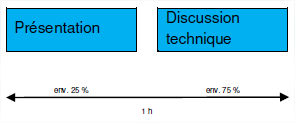 Présentation
Discussion
technique
env. 25 %
env. 75 %
1 h